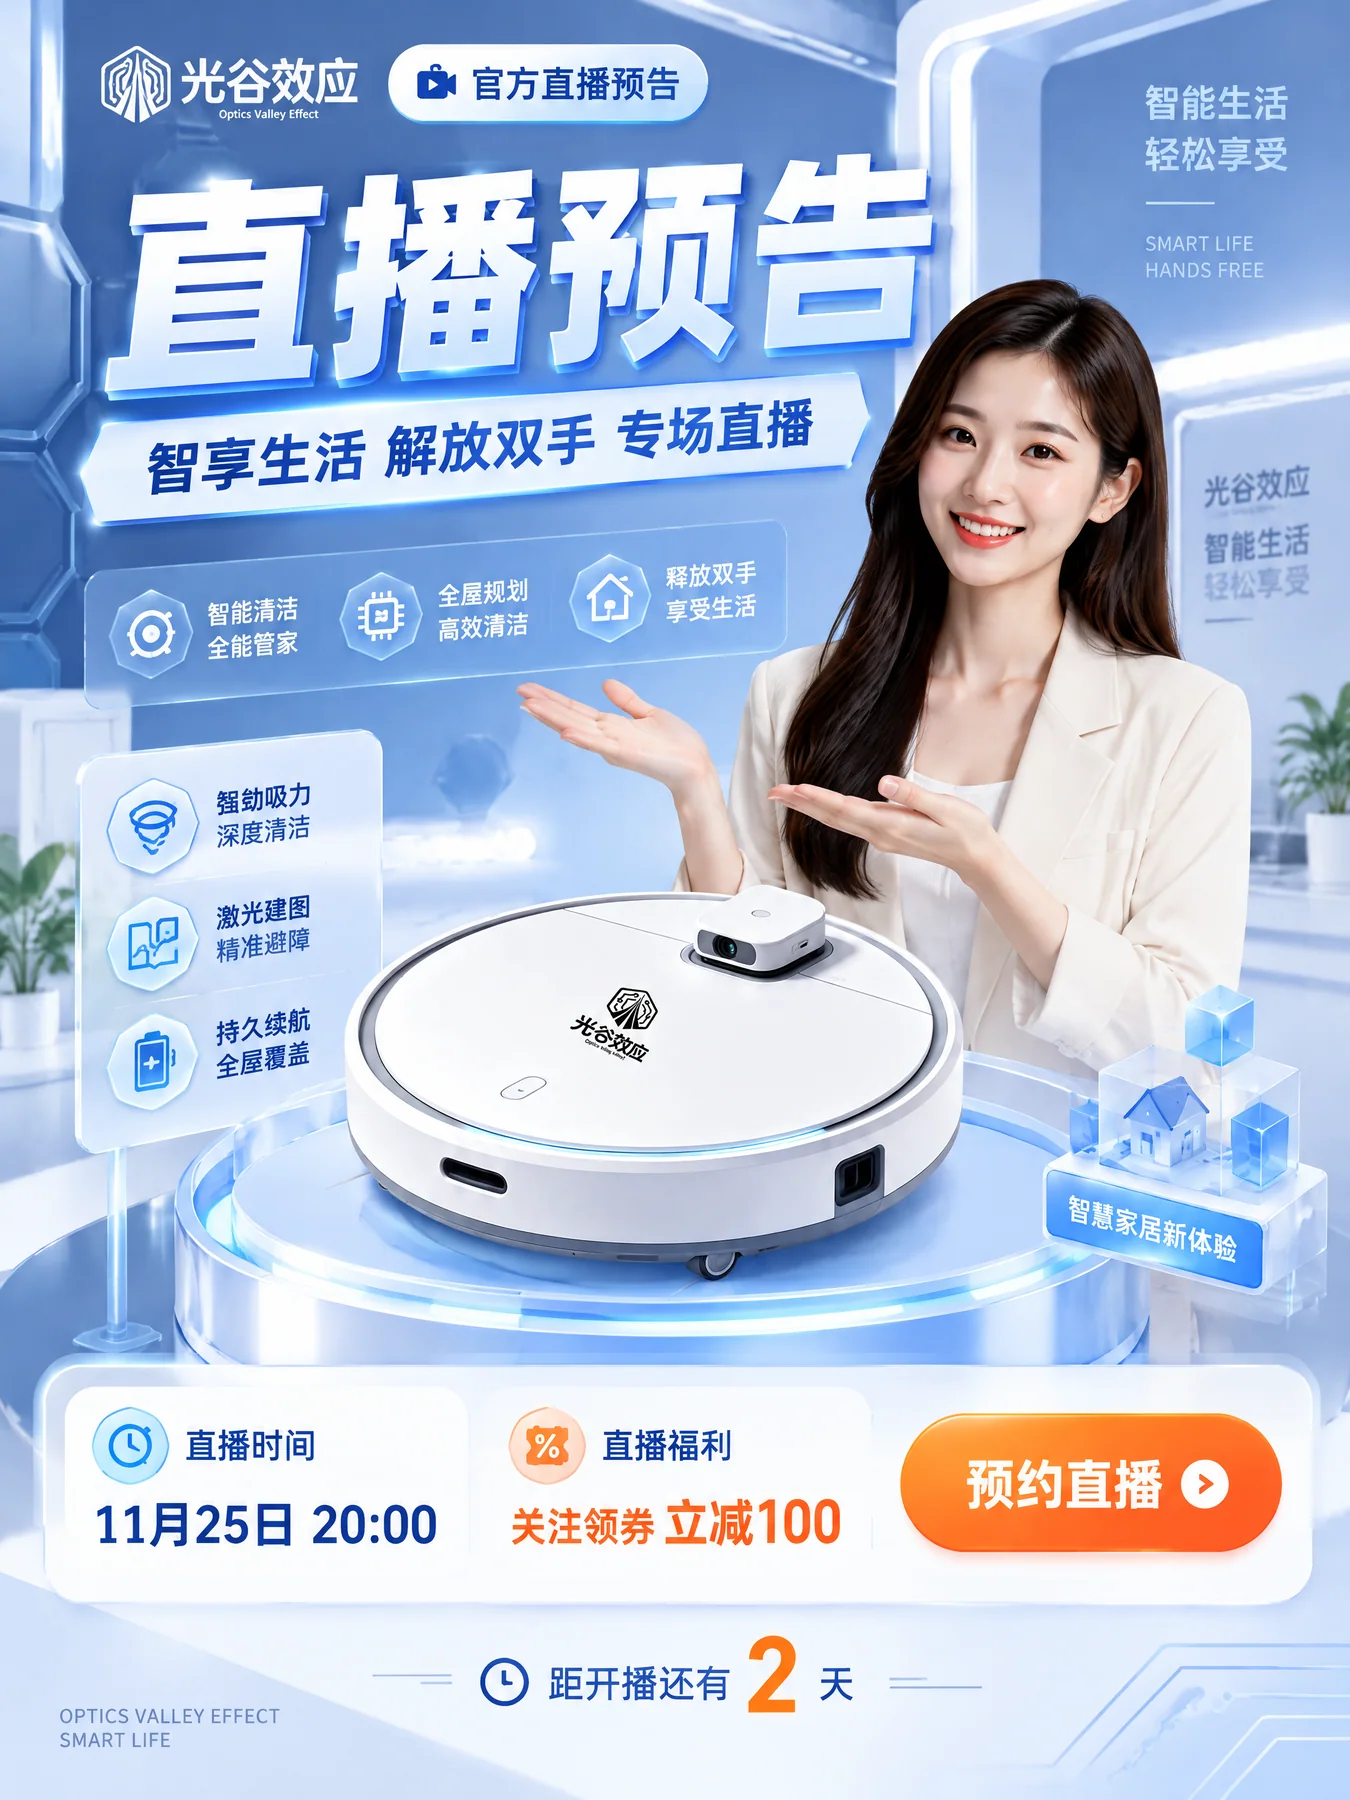 光谷效应
Optics Valley Effect
官方直播预告
智能生活
轻松享受
SMART LIFE
HANDS FREE
直播预告
智享生活 解放双手 专场直播
智能清洁
全能管家
全屋规划
高效清洁
释放双手
享受生活
光谷效应
智能生活
轻松享受
强劲吸力
深度清洁
激光建图
精准避障
持久续航
全屋覆盖
光谷效应
智慧家居新体验
直播时间
11月25日 20:00
直播福利
关注领券 立减100
预约直播
距开播还有 2 天
OPTICS VALLEY EFFECT
SMART LIFE